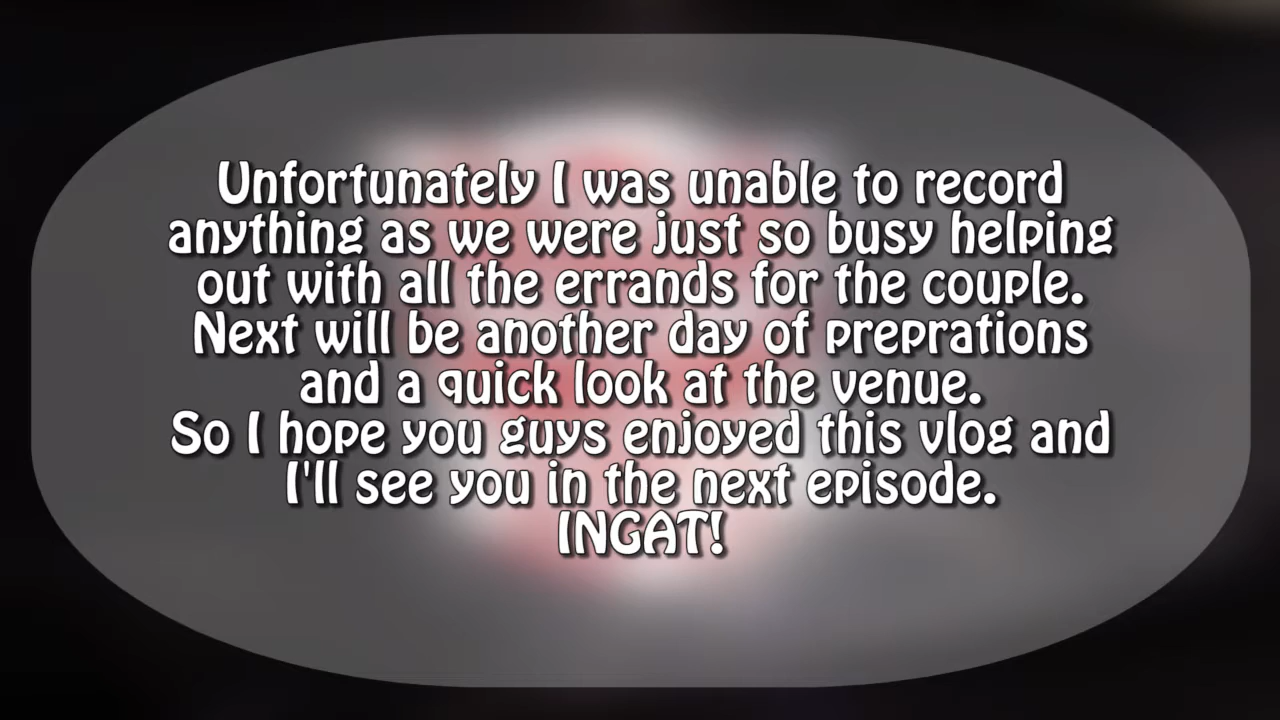 Unfortunately I was unable to record
anything as we were just so busy helping
out with all the errands for the couple.
Next will be another day of preprations
and a quick look at the venue.
So I hope you guys enjoyed this vlog and
I'll see you in the next episode.
INGAT!